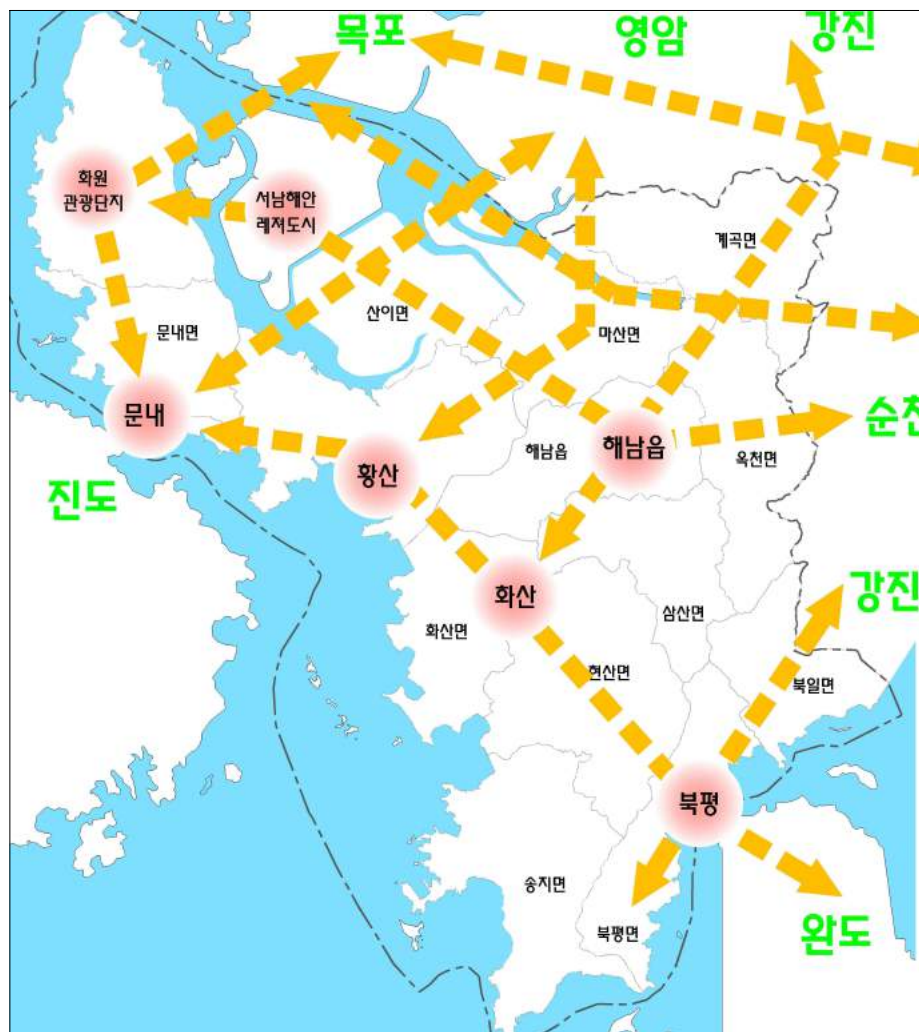 목포
영암
강진
화원
관광단지
서남해안
레져도시
계곡면
산이면
문내면
마산면
문내
해남읍
해남읍
순천
옥천면
황산
진도
화산
강진
화산면
삼산면
현산면
북일면
북평
송지면
북평면
완도